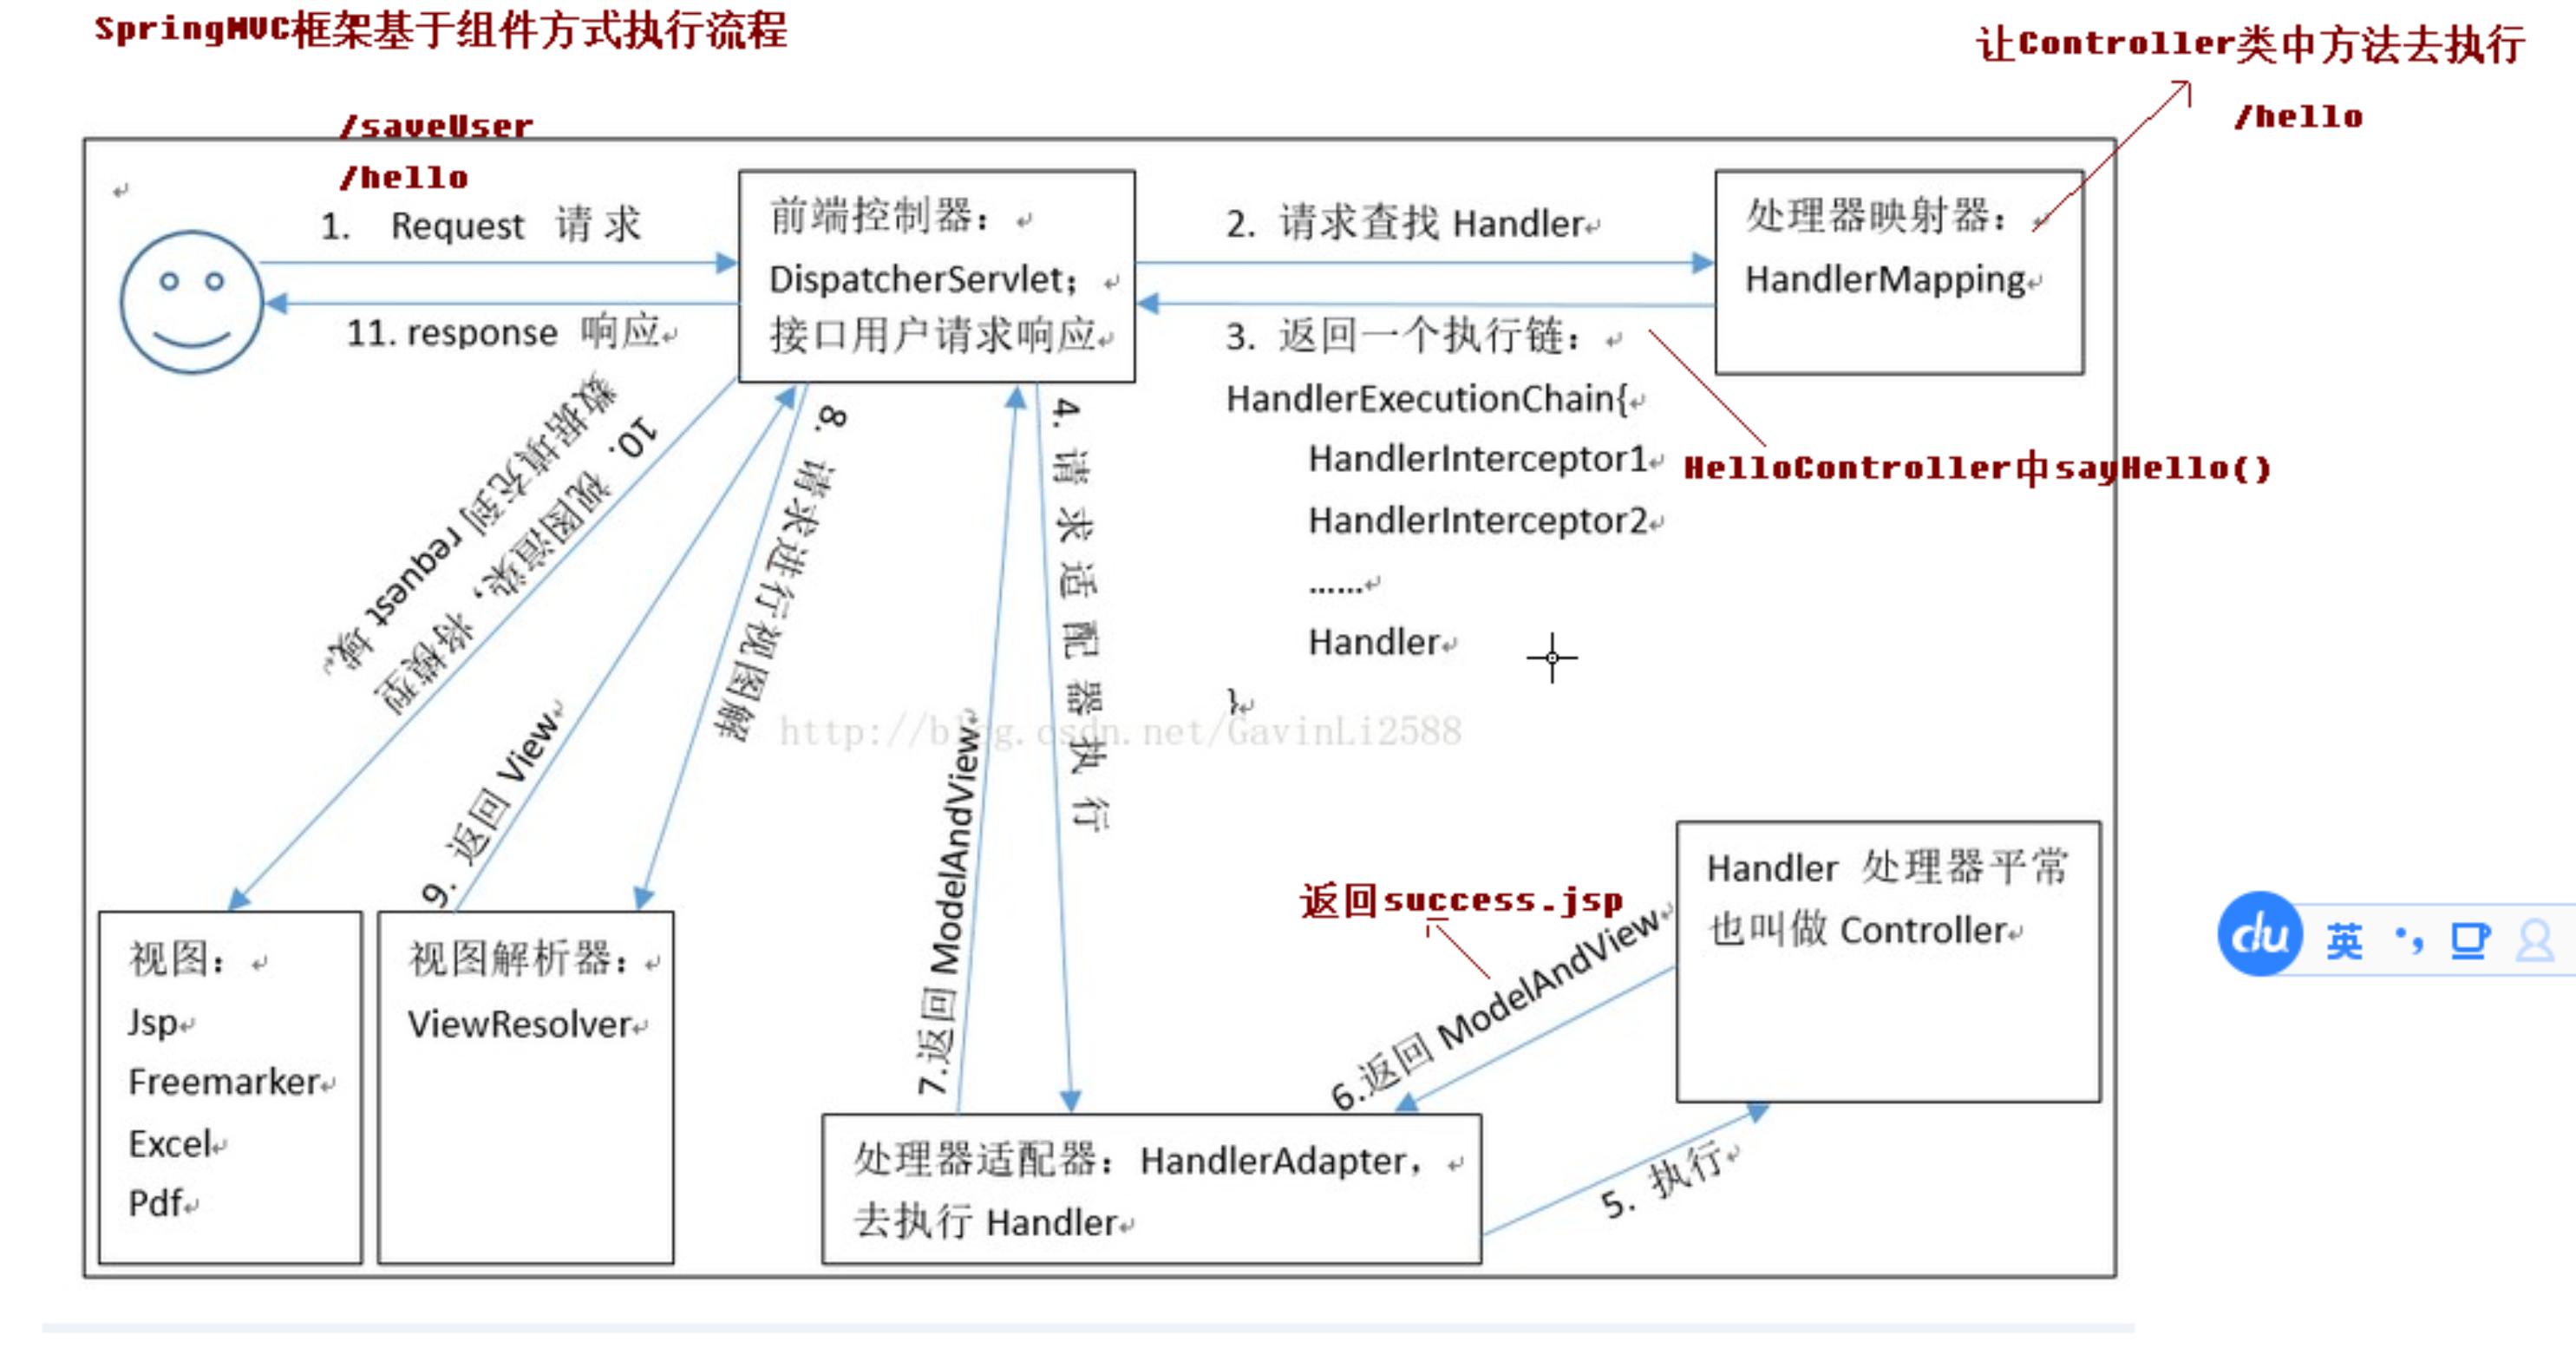 SpringMVC框架基于组件方式执行流程
让Controller类中方法去执行
/hello
/saveUser
/hello
1. Request 请求
11. response 响应
前端控制器：
DispatcherServlet；
接口用户请求响应
2. 请求查找 Handler
处理器映射器：
HandlerMapping
3. 返回一个执行链：
HandlerExecutionChain{
HandlerInterceptor1
HandlerInterceptor2
……
Handler
}
HelloController中sayHello()
4. 请求适配器执行
10. 视图渲染，将模型
数据填充到 request 域
9. 返回 View
8. 请求进行视图解
7.返回 ModelAndView
http://blog.csdn.net/GavinLi2588
返回success.jsp
6.返回 ModelAndView
Handler 处理器平常
也叫做 Controller
5. 执行
视图：
Jsp
Freemarker
Excel
Pdf
视图解析器：
ViewResolver
处理器适配器：HandlerAdapter，
去执行 Handler
du 英